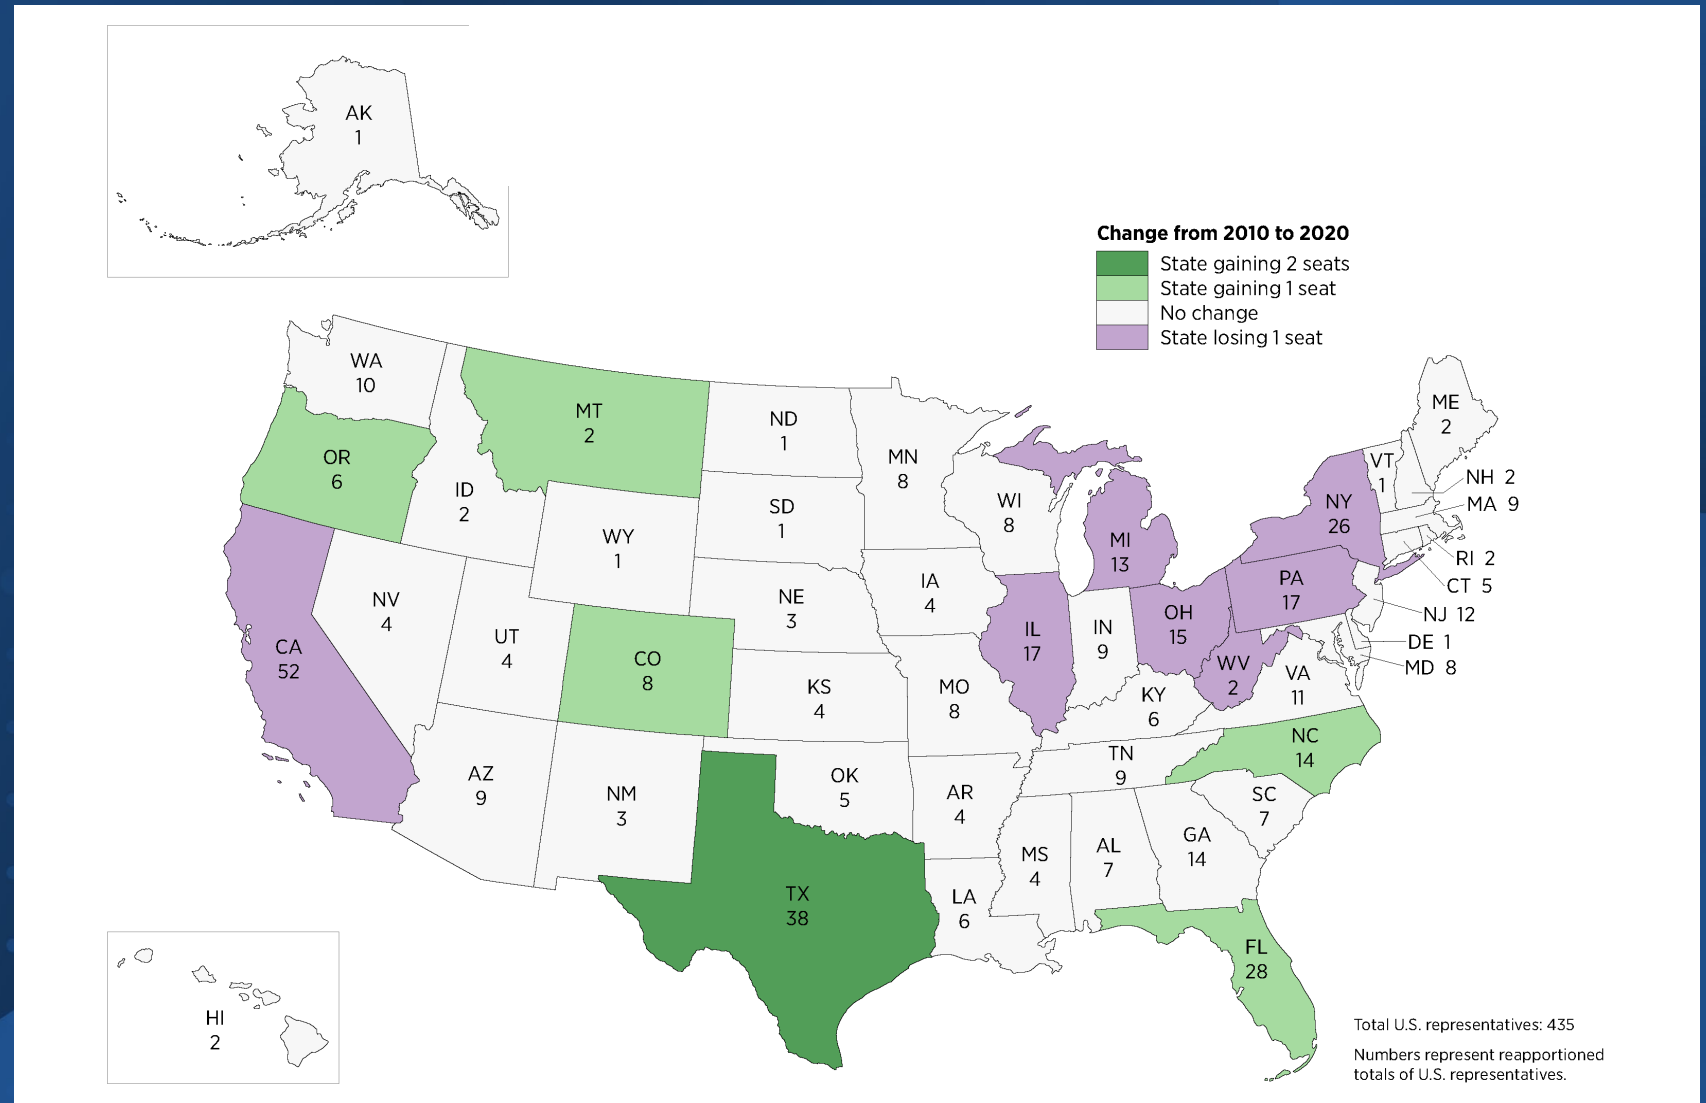 AK
1
Change from 2010 to 2020
State gaining 2 seats
State gaining 1 seat
No change
State losing 1 seat
WA
10
OR
6
MT
2
ID
2
ND
1
MN
8
SD
1
WI
8
WY
1
MI
13
NY
26
VT
1
ME
2
NH 2
MA 9
RI 2
CT 5
NJ 12
DE 1
MD 8
CA
52
NV
4
UT
4
CO
8
NE
3
IA
4
IL
17
IN
9
OH
15
PA
17
WV
2
VA
11
KS
4
MO
8
KY
6
NC
14
TN
9
AZ
9
NM
3
OK
5
AR
4
SC
7
MS
4
AL
7
GA
14
TX
38
LA
6
FL
28
HI
2
Total U.S. representatives: 435
Numbers represent reapportioned
totals of U.S. representatives.